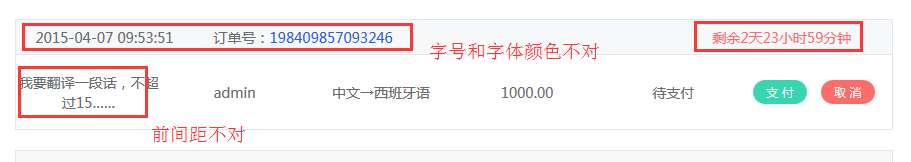 2015-04-07 09:53:51 订单号：198409857093246 剩余2天23小时59分钟
字号和字体颜色不对
我要翻译一段话，不超
过15......
admin 中文→西班牙语 1000.00 待支付 支付 取消
前间距不对